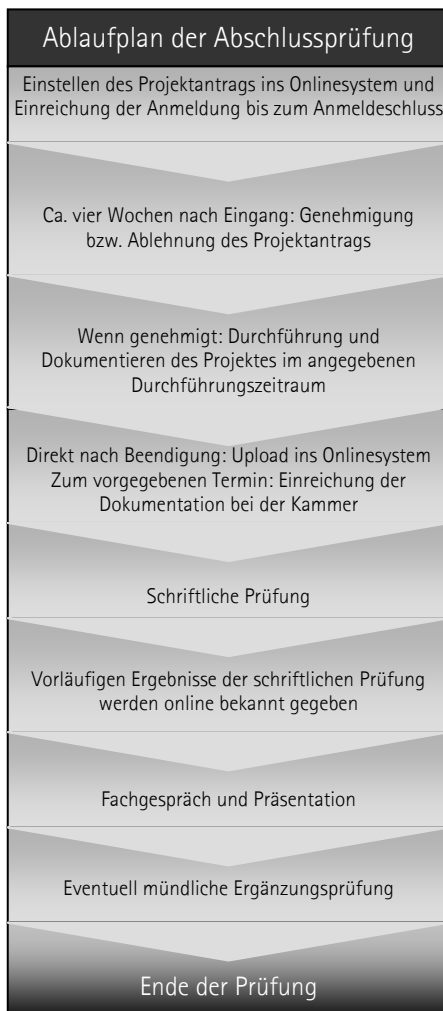 Ablaufplan der Abschlussprüfung
Einstellen des Projektantrags ins Onlinesystem und
Einreichung der Anmeldung bis zum Anmeldeschluss
Ca. vier Wochen nach Eingang: Genehmigung
bzw. Ablehnung des Projektantrags
Wenn genehmigt: Durchführung und
Dokumentieren des Projektes im angegebenen
Durchführungszeitraum
Direkt nach Beendigung: Upload ins Onlinesystem
Zum vorgegebenen Termin: Einreichung der
Dokumentation bei der Kammer
Schriftliche Prüfung
Vorläufigen Ergebnisse der schriftlichen Prüfung
werden online bekannt gegeben
Fachgespräch und Präsentation
Eventuell mündliche Ergänzungsprüfung
Ende der Prüfung